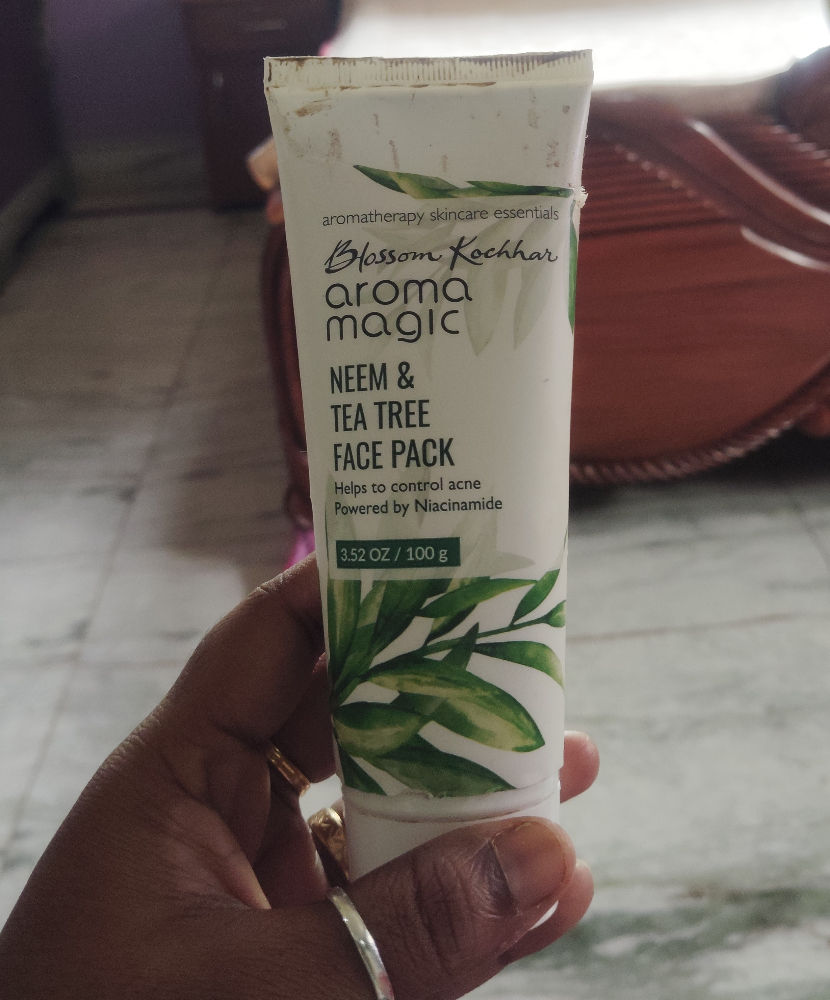 aromatherapy skincare essentials
Blossom Kochhar
aroma
magic
NEEM &
TEA TREE
FACE PACK
Helps to control acne
Powered by Niacinamide
3.52 OZ / 100 g